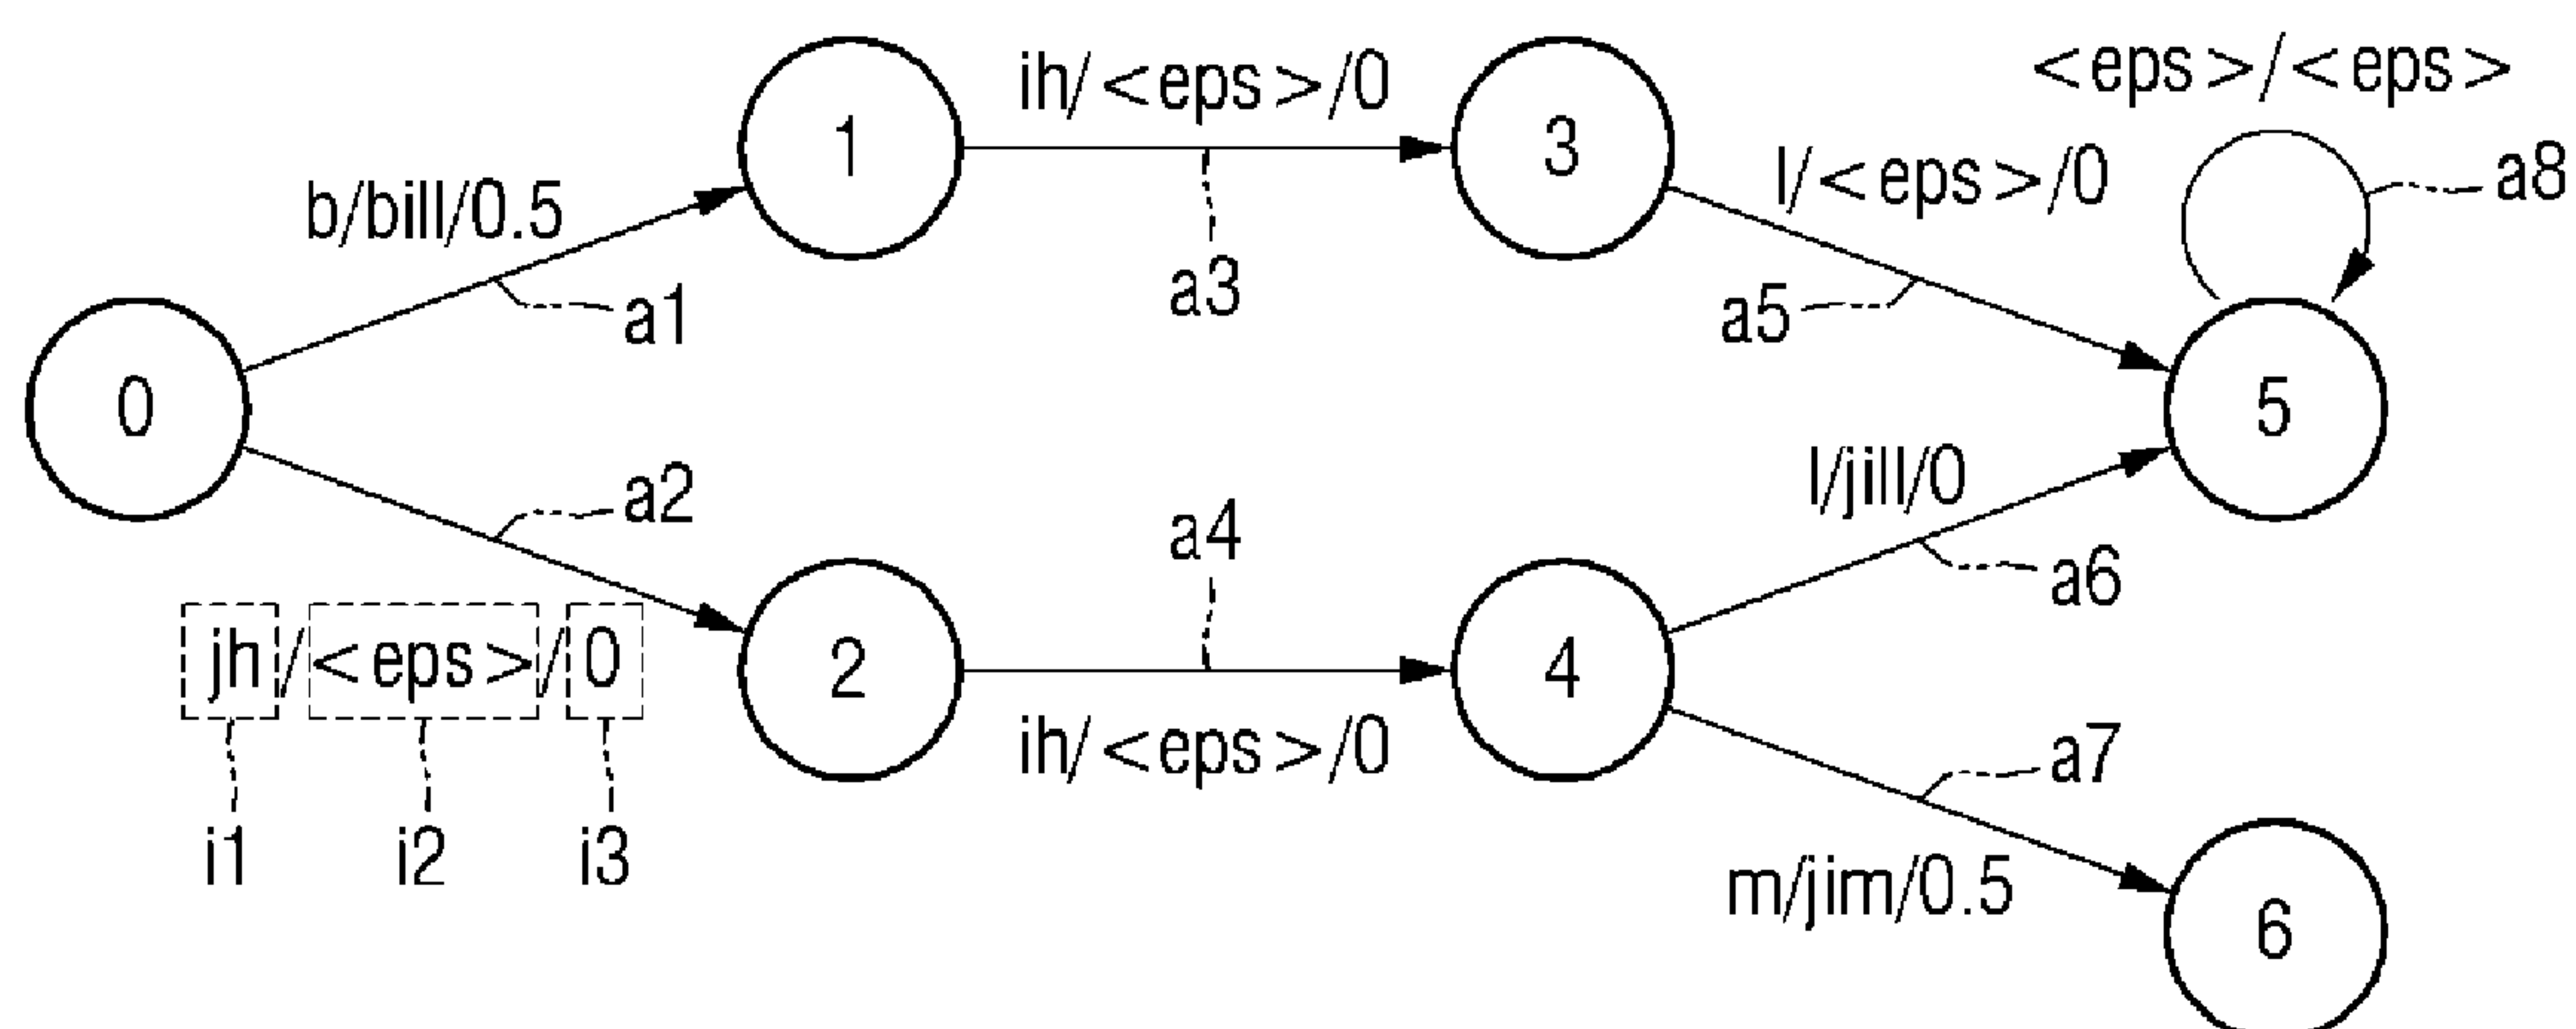 <eps>/<eps>
ih/<eps>/0
1
3
l/<eps>/0
a8
b/bill/0.5
a1
a3
a5
0
5
a2
a4
l/jill/0
a6
jh/<eps>/0
2
4
ih/<eps>/0
a7
i1
i2
i3
m/jim/0.5
6